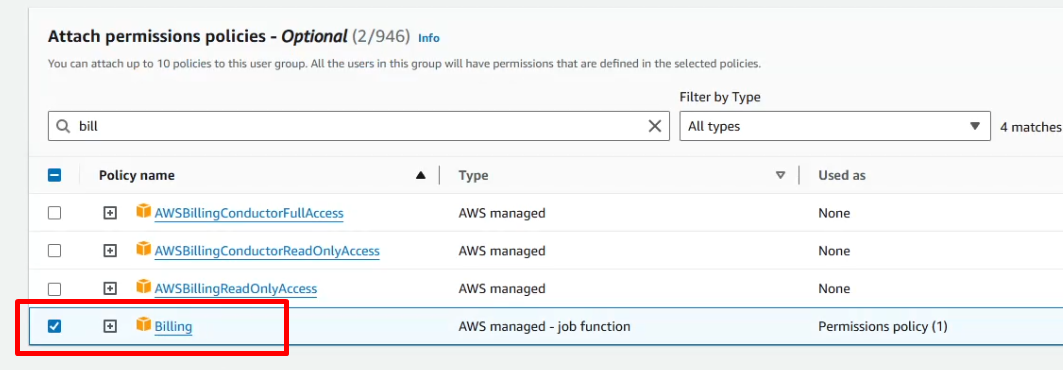 Attach permissions policies - Optional (2/946) Info
You can attach up to 10 policies to this user group. All the users in this group will have permissions that are defined in the selected policies.
Filter by Type
bill All types 4 matches
Policy name Type Used as
AWSBillingConductorFullAccess AWS managed None
AWSBillingConductorReadOnlyAccess AWS managed None
AWSBillingReadOnlyAccess AWS managed None
Billing AWS managed - job function Permissions policy (1)